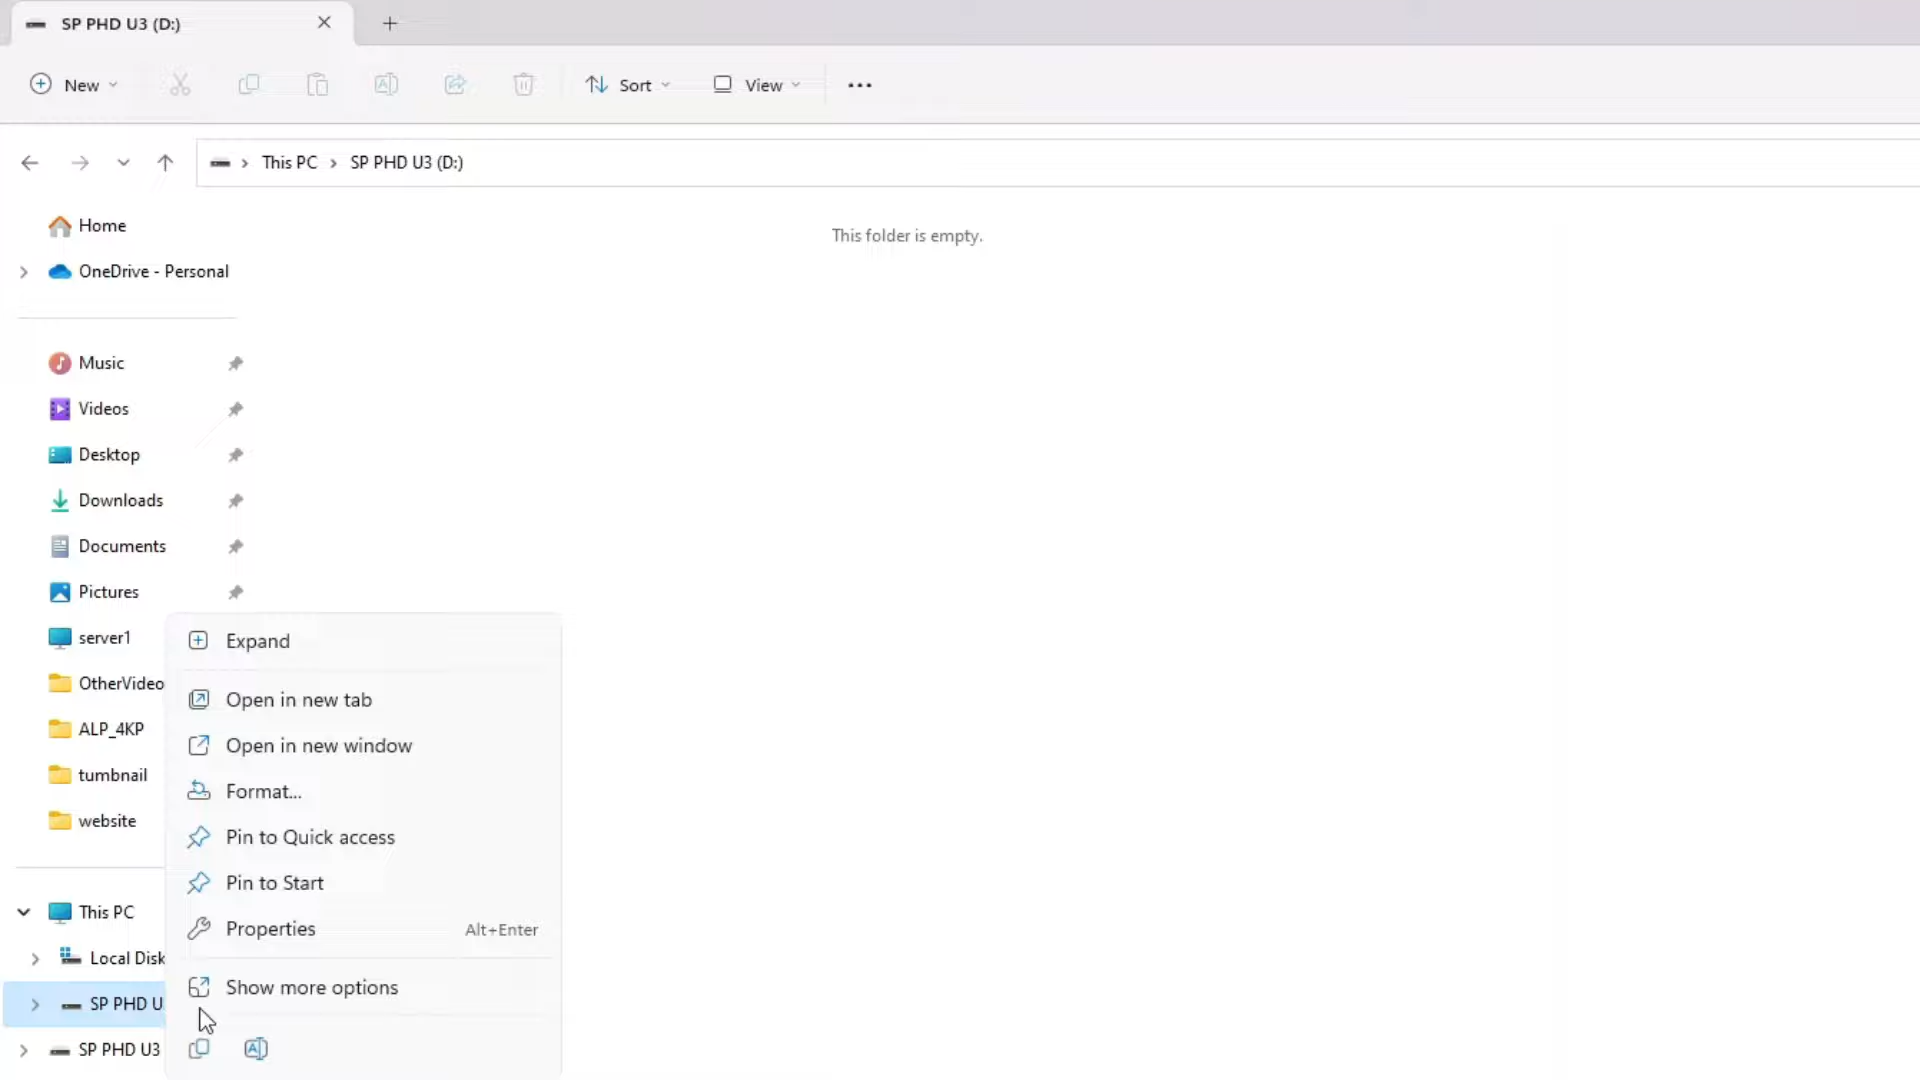 SP PHD U3 (D:)
New
Sort
View
This PC
SP PHD U3 (D:)
Home
This folder is empty.
OneDrive - Personal
Music
Videos
Desktop
Downloads
Documents
Pictures
server1
OtherVideo
ALP_4KP
tumbnail
website
This PC
Local Disk
SP PHD U
SP PHD U3
Expand
Open in new tab
Open in new window
Format...
Pin to Quick access
Pin to Start
Properties Alt+Enter
Show more options